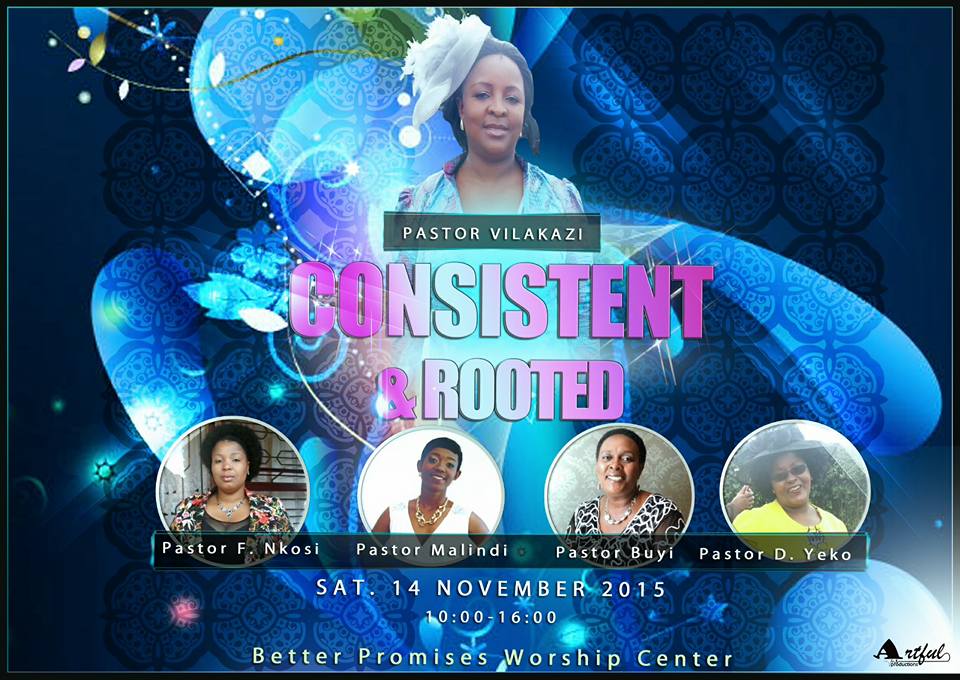 PASTOR VILAKAZI
CONSISTENT
& ROOTED
Pastor F. Nkosi
Pastor Malindi
Pastor Buyi
Pastor D. Yeko
SAT. 14 NOVEMBER 2015
10:00-16:00
Better Promises Worship Center
Artful
Productions